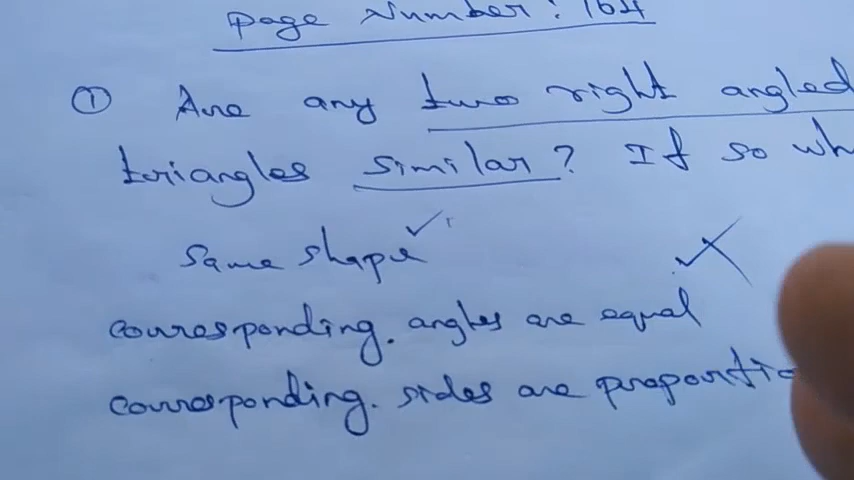 Page Number: 164
① Are any two right angled
triangles similar? If so wh
same shape ✓
corresponding. angles are equal
corresponding. sides are proportio